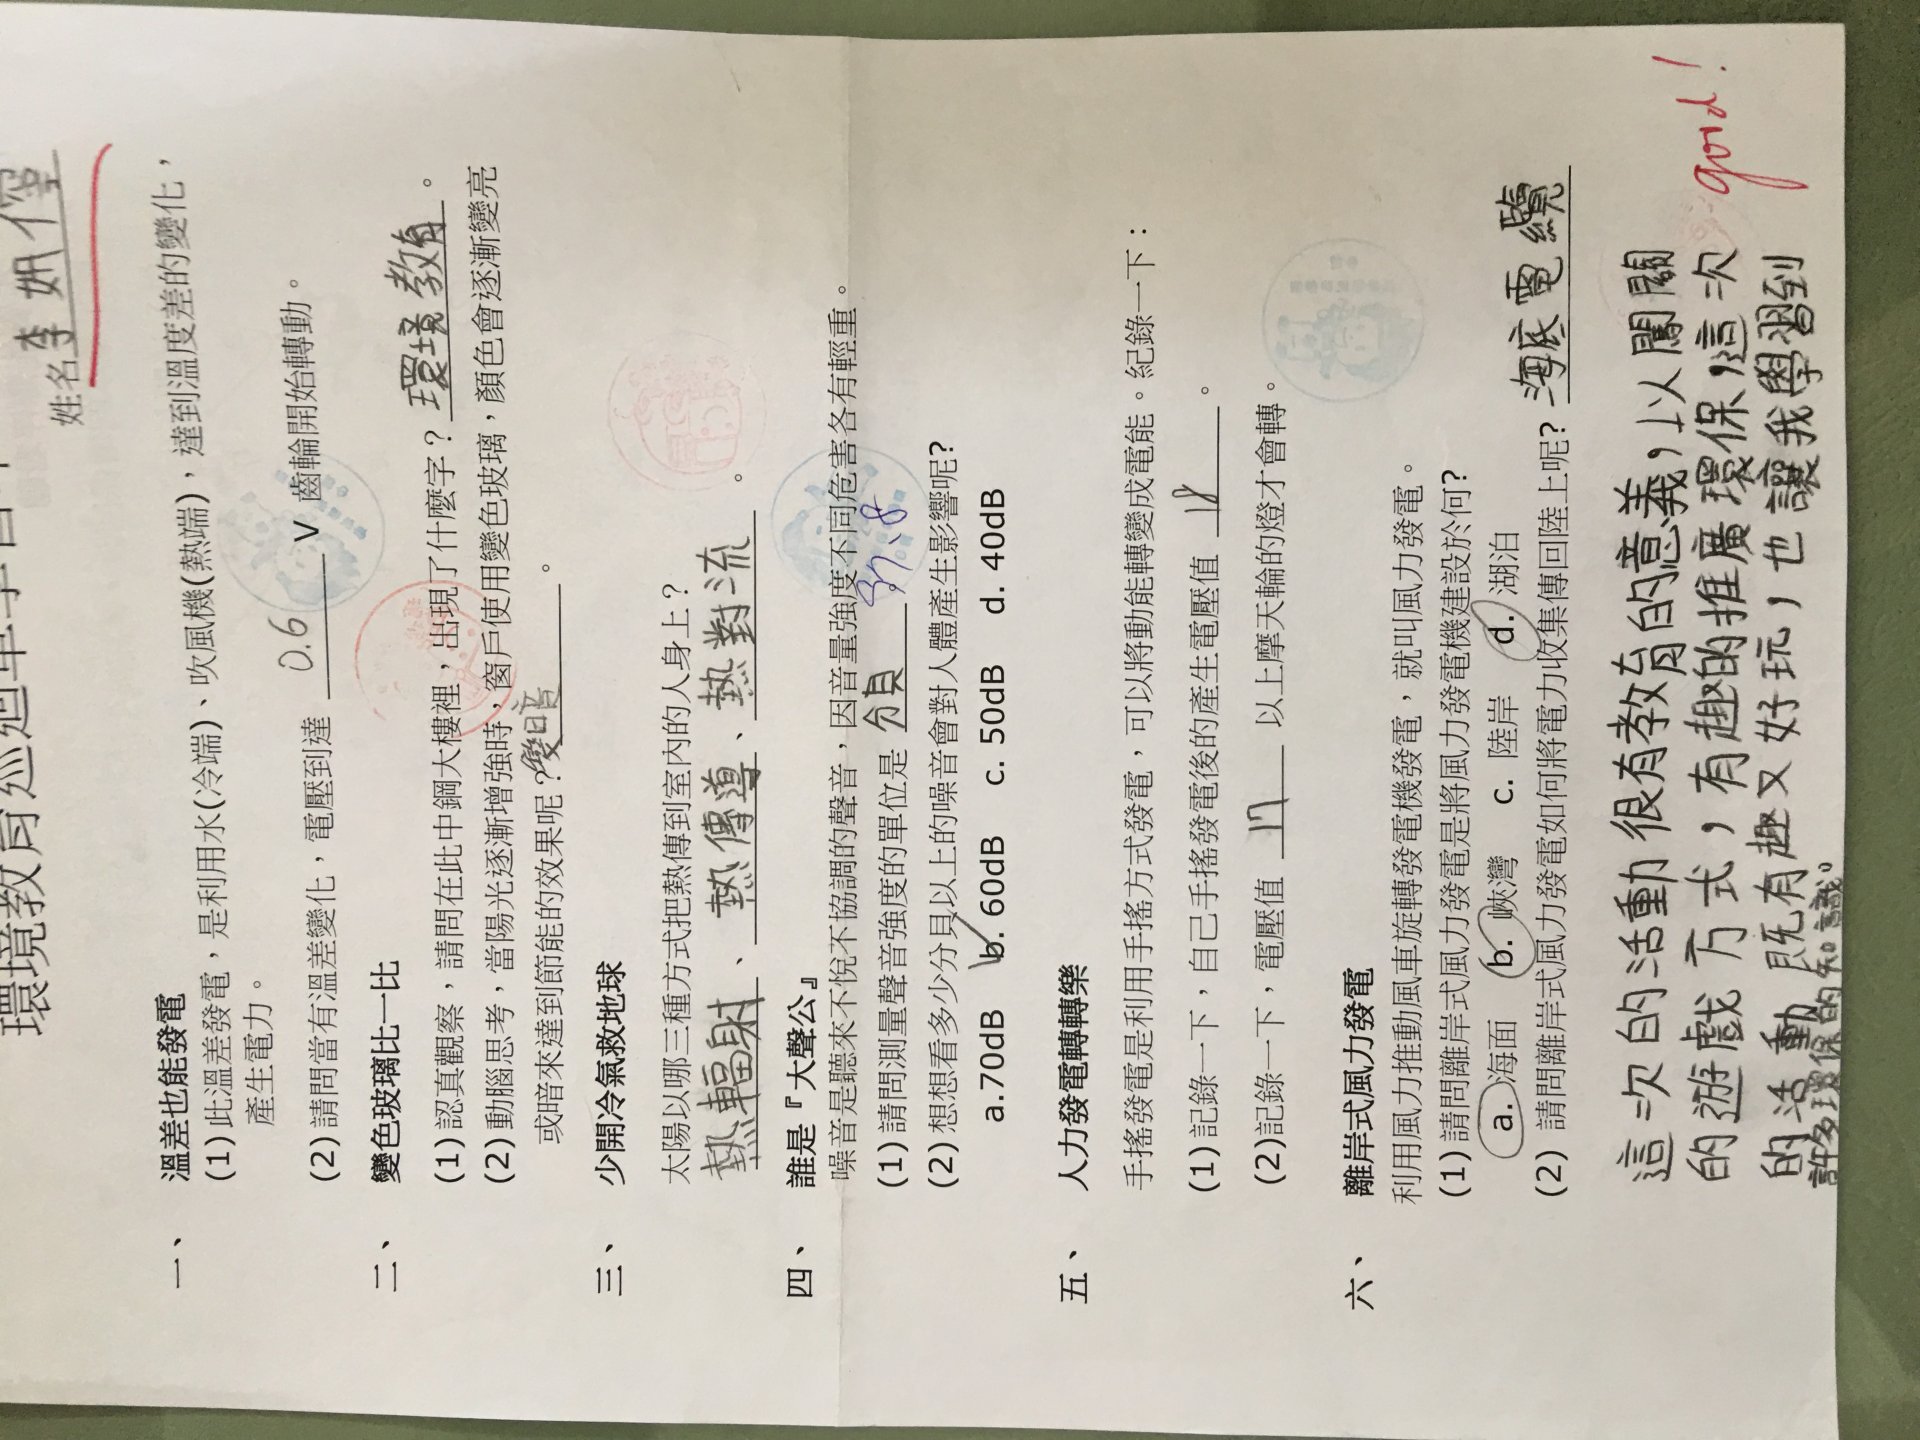 環境教育巡迴車學習單
姓名 李姵僮
一、 溫差也能發電
(1) 此溫差發電，是利用水(冷端)、吹風機(熱端)，達到溫度差的變化，
產生電力。
(2) 請問當有溫差變化，電壓到達 0.6 V 齒輪開始轉動。
二、 變色玻璃比一比
(1) 認真觀察，請問在此中鋼大樓裡，出現了什麼字？環境教育。
(2) 動腦思考，當陽光逐漸增強時，窗戶使用變色玻璃，顏色會逐漸變亮
或暗來達到節能的效果呢？變暗。
三、 少開冷氣救地球
太陽以哪三種方式把熱傳到室內的人身上？
熱輻射、熱傳導、熱對流。
四、 誰是『大聲公』
噪音是聽來不悅不協調的聲音，因音量強度不同危害各有輕重。
(1) 請問測量聲音強度的單位是 分貝
(2) 想想看多少分貝以上的噪音會對人體產生影響呢?
a.70dB b. 60dB c. 50dB d. 40dB
五、 人力發電轉轉樂
手搖發電是利用手搖方式發電，可以將動能轉變成電能。紀錄一下：
(1) 記錄一下，自己手搖發電後的產生電壓值 18。
(2) 記錄一下，電壓值 17 以上摩天輪的燈才會轉。
六、 離岸式風力發電
利用風力推動風車旋轉發電機發電，就叫風力發電。
(1) 請問離岸式風力發電是將風力發電機建設於何?
a. 海面 b. 峽灣 c. 陸岸 d. 湖泊
(2) 請問離岸式風力發電如何將電力收集傳回陸上呢? 海底電纜
這次的活動很有教育的意義，以闖關
的遊戲方式，有趣的推廣環保，這次
的活動既有趣又好玩，也讓我學習到
許多環保的知識。
good!